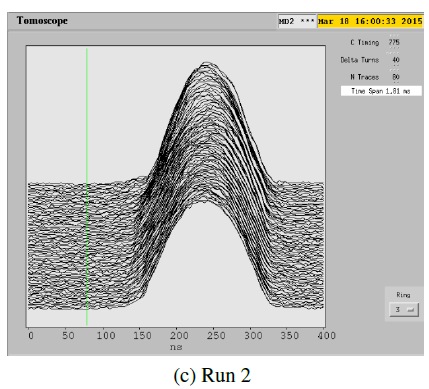 Tomoscope MD2 *** Mar 18 16:00:33 2015
C Timing 775
Delta Turns 40
N Traces 80
Time Span 1.81 ms
0 50 100 150 200 250 300 350 400
ns
Ring
3
(c) Run 2